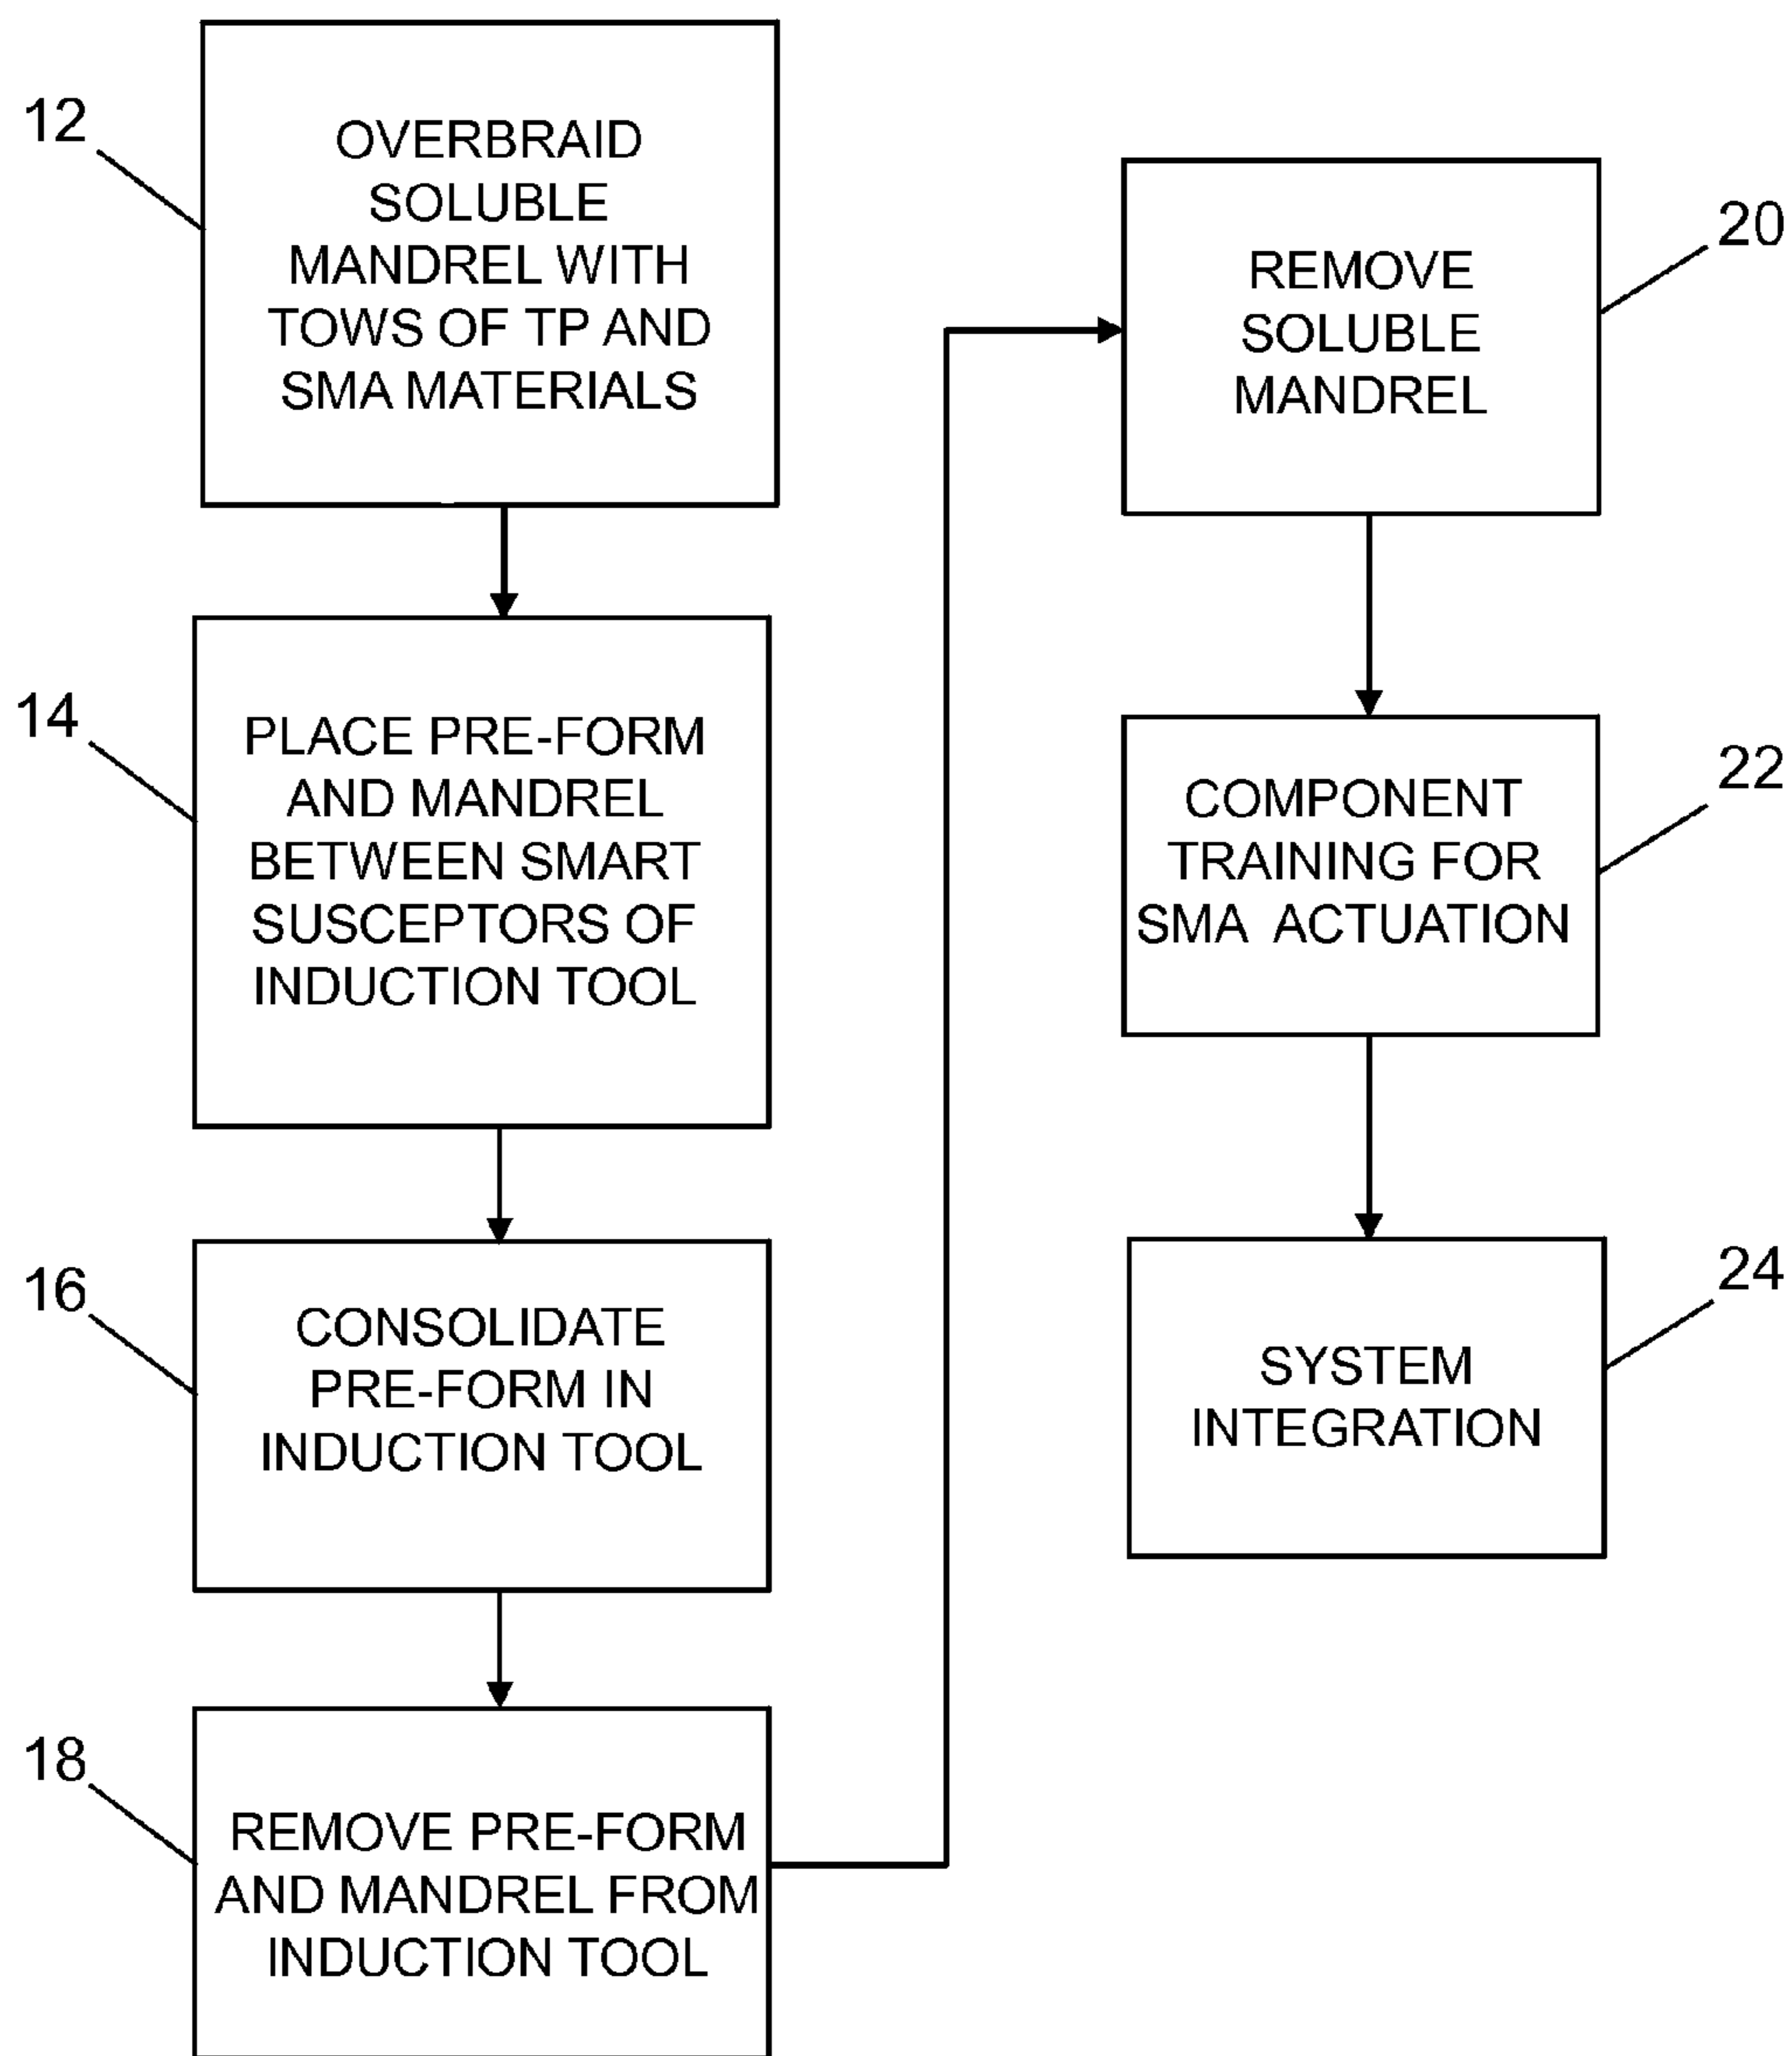 12
OVERBRAID
SOLUBLE
MANDREL WITH
TOWS OF TP AND
SMA MATERIALS
14
PLACE PRE-FORM
AND MANDREL
BETWEEN SMART
SUSCEPTORS OF
INDUCTION TOOL
16
CONSOLIDATE
PRE-FORM IN
INDUCTION TOOL
18
REMOVE PRE-FORM
AND MANDREL FROM
INDUCTION TOOL
20
REMOVE
SOLUBLE
MANDREL
22
COMPONENT
TRAINING FOR
SMA ACTUATION
24
SYSTEM
INTEGRATION